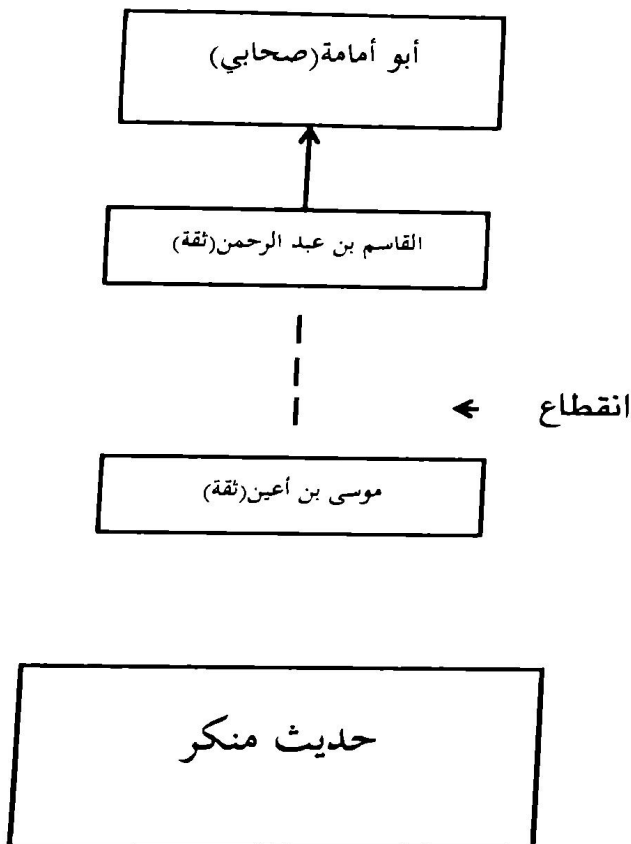 أبو أمامة(صحابي)
القاسم بن عبد الرحمن(ثقة)
انقطاع
موسى بن أعين(ثقة)
حديث منكر